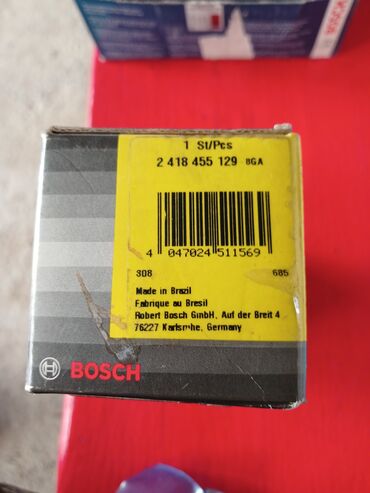 BOSCH
1 St/Pcs
2 418 455 129 8GA
4 047024 511569
308 685
Made in Brazil
Fabrique au Bresil
Robert Bosch GmbH, Auf der Breit 4
76227 Karlsruhe, Germany
BOSCH